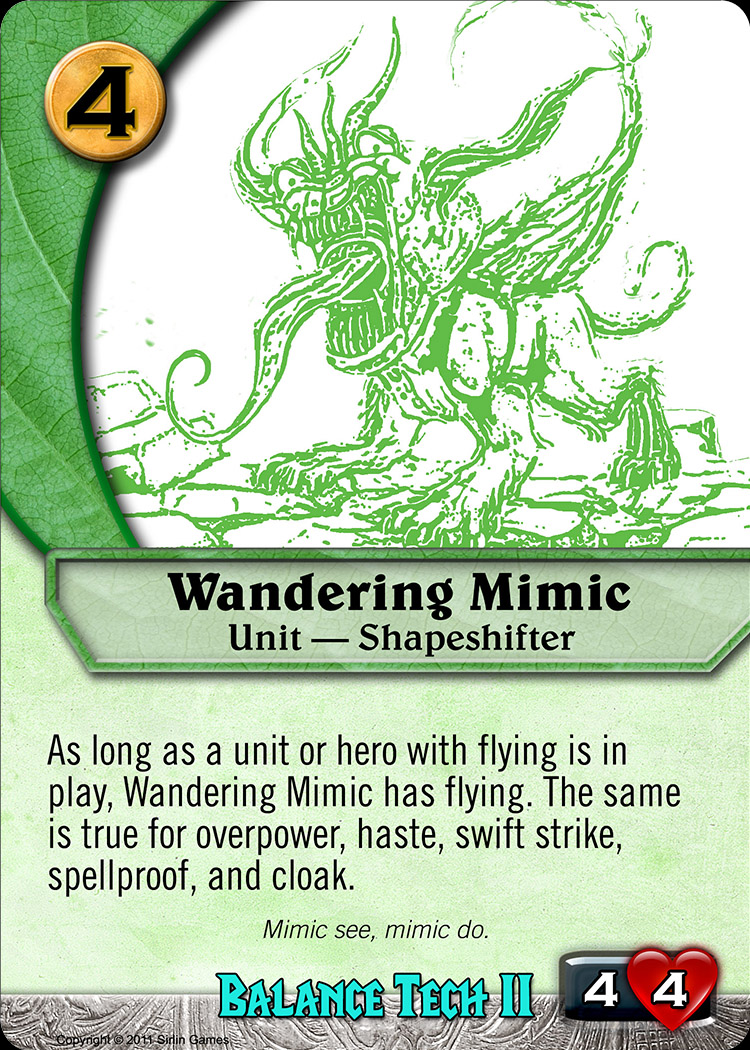 4
Wandering Mimic
Unit — Shapeshifter
As long as a unit or hero with flying is in
play, Wandering Mimic has flying. The same
is true for overpower, haste, swift strike,
spellproof, and cloak.
Mimic see, mimic do.
Balance Tech II
4 4
Copyright © 2011 Sirlin Games